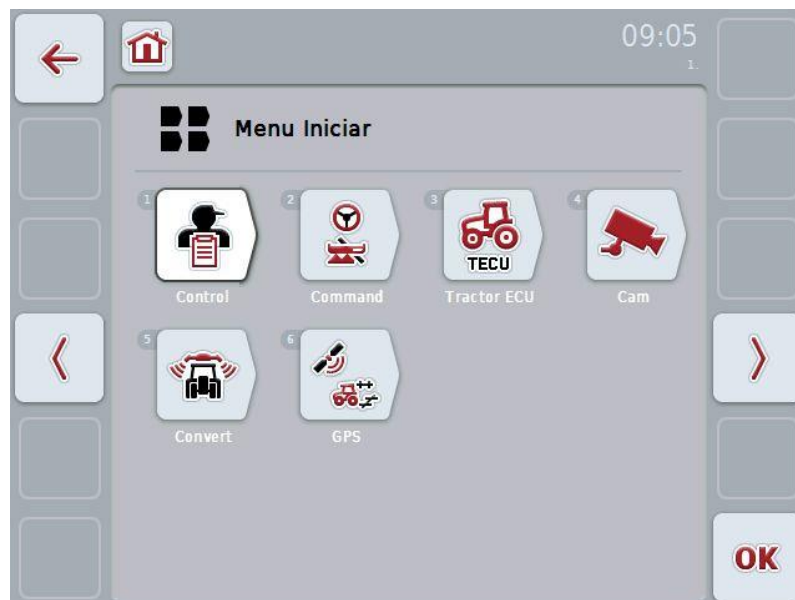 09:05
1.
Menu Iniciar
1 2 3 4
TECU
Control Command Tractor ECU Cam
5 6
Convert GPS
OK